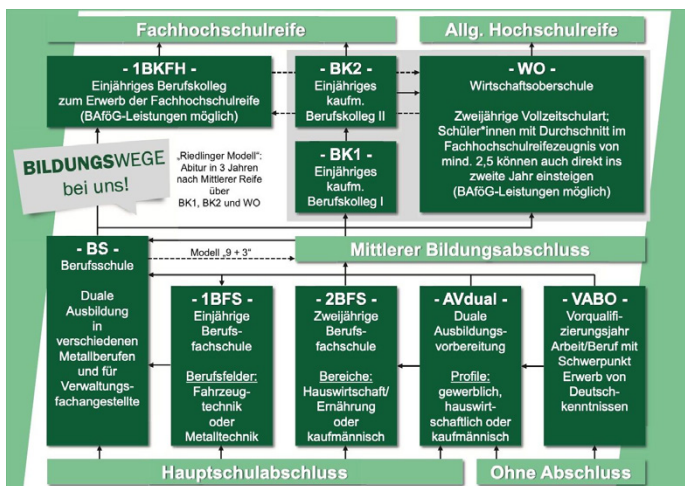 Fachhochschulreife
Allg. Hochschulreife
- 1BKFH -
Einjähriges Berufskolleg
zum Erwerb der Fachhochschulreife
(BAföG-Leistungen möglich)
- BK2 -
Einjähriges
kaufm.
Berufskolleg II
- WO -
Wirtschaftsoberschule
Zweijährige Vollzeitschulart;
Schüler*innen mit Durchschnitt im
Fachhochschulreifezeugnis von
mind. 2,5 können auch direkt ins
zweite Jahr einsteigen
(BAföG-Leistungen möglich)
BILDUNGSWEGE
bei uns!
„Riedlinger Modell“:
Abitur in 3 Jahren
nach Mittlerer Reife
über
BK1, BK2 und WO
- BK1 -
Einjähriges
kaufm.
Berufskolleg I
Mittlerer Bildungsabschluss
- BS -
Berufsschule
Duale
Ausbildung
in
verschiedenen
Metallberufen
und für
Verwaltungs-
fachangestellte
Modell „9 + 3“
- 1BFS -
Einjährige
Berufs-
fachschule
Berufsfelder:
Fahrzeug-
technik
oder
Metalltechnik
- 2BFS -
Zweijährige
Berufs-
fachschule
Bereiche:
Hauswirtschaft/
Ernährung
oder
kaufmännisch
- AVdual -
Duale
Ausbildungs-
vorbereitung
Profile:
gewerblich,
hauswirt-
schaftlich oder
kaufmännisch
- VABO -
Vorqualifi-
zierungsjahr
Arbeit/Beruf mit
Schwerpunkt
Erwerb von
Deutsch-
kenntnissen
Hauptschulabschluss
Ohne Abschluss